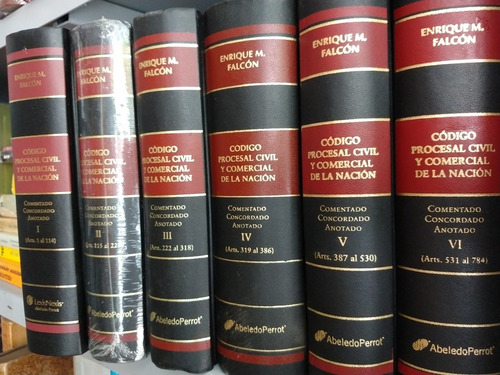 ENRIQUE M.
FALCÓN
CÓDIGO
PROCESAL CIVIL
Y COMERCIAL
DE LA NACIÓN
COMENTADO
CONCORDADO
ANOTADO
I
(Arts. 1 al 114)
LexisNexis
Abeledo-Perrot
ENRIQUE M.
FALCÓN
CÓDIGO
PROCESAL CIVIL
Y COMERCIAL
DE LA NACIÓN
COMENTADO
CONCORDADO
ANOTADO
II
AbeledoPerrot
ENRIQUE M.
FALCÓN
CÓDIGO
PROCESAL CIVIL
Y COMERCIAL
DE LA NACIÓN
COMENTADO
CONCORDADO
ANOTADO
III
(Arts. 222 al 318)
AbeledoPerrot
ENRIQUE M.
FALCÓN
CÓDIGO
PROCESAL CIVIL
Y COMERCIAL
DE LA NACIÓN
COMENTADO
CONCORDADO
ANOTADO
IV
(Arts. 319 al 386)
AbeledoPerrot
ENRIQUE M.
FALCÓN
CÓDIGO
PROCESAL CIVIL
Y COMERCIAL
DE LA NACIÓN
COMENTADO
CONCORDADO
ANOTADO
V
(Arts. 387 al 530)
AbeledoPerrot
ENRIQUE M.
FALCÓN
CÓDIGO
PROCESAL CIVIL
Y COMERCIAL
DE LA NACIÓN
COMENTADO
CONCORDADO
ANOTADO
VI
(Arts. 531 al 784)
AbeledoPerrot